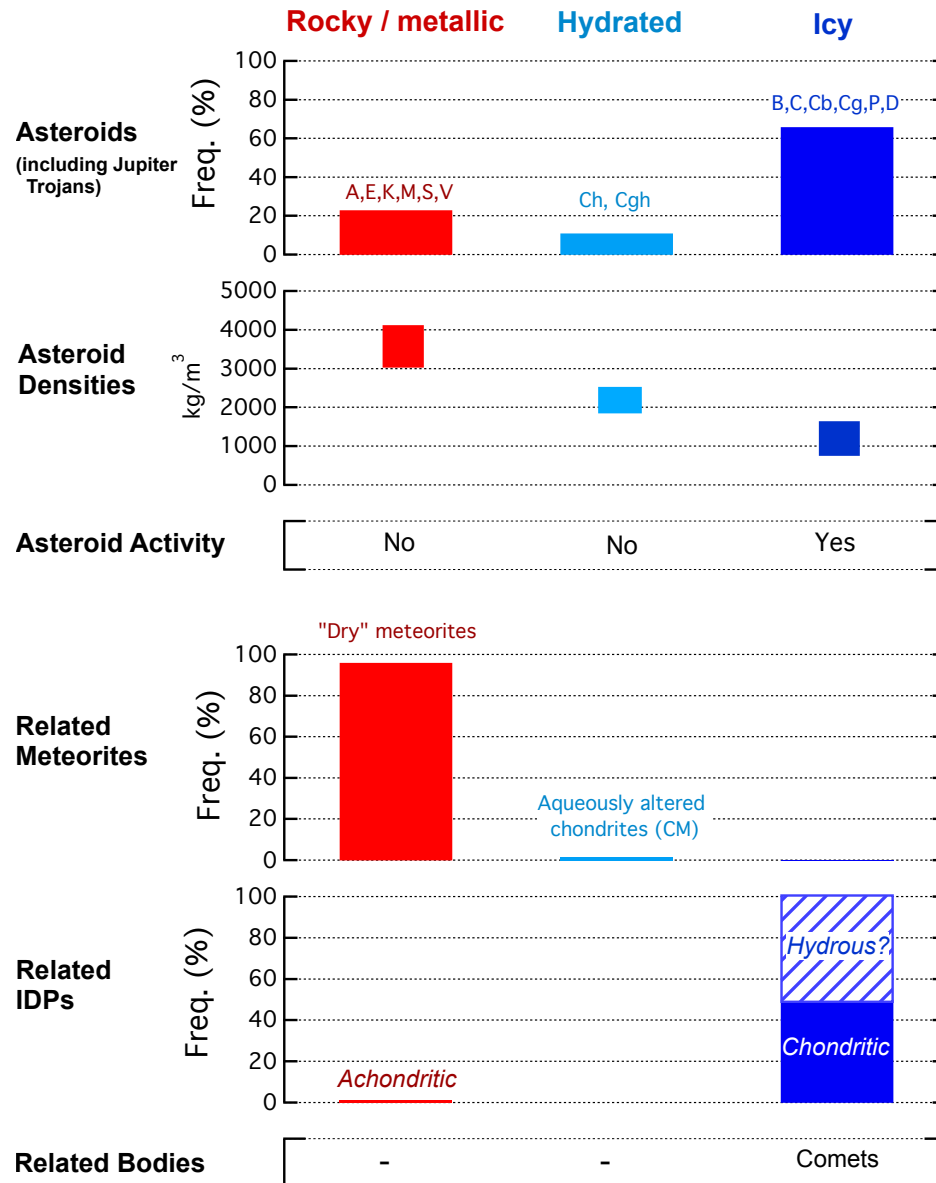 Rocky / metallic Hydrated Icy
Asteroids
(including Jupiter
Trojans)
Freq. (%)
100
80
60
40
20
0
A,E,K,M,S,V
Ch, Cgh
B,C,Cb,Cg,P,D
Asteroid
Densities
kg/m³
5000
4000
3000
2000
1000
0
Asteroid Activity No No Yes
Related
Meteorites
Freq. (%)
100
80
60
40
20
0
"Dry" meteorites
Aqueously altered
chondrites (CM)
Related
IDPs
Freq. (%)
100
80
60
40
20
0
Achondritic
Hydrous?
Chondritic
Related Bodies - - Comets